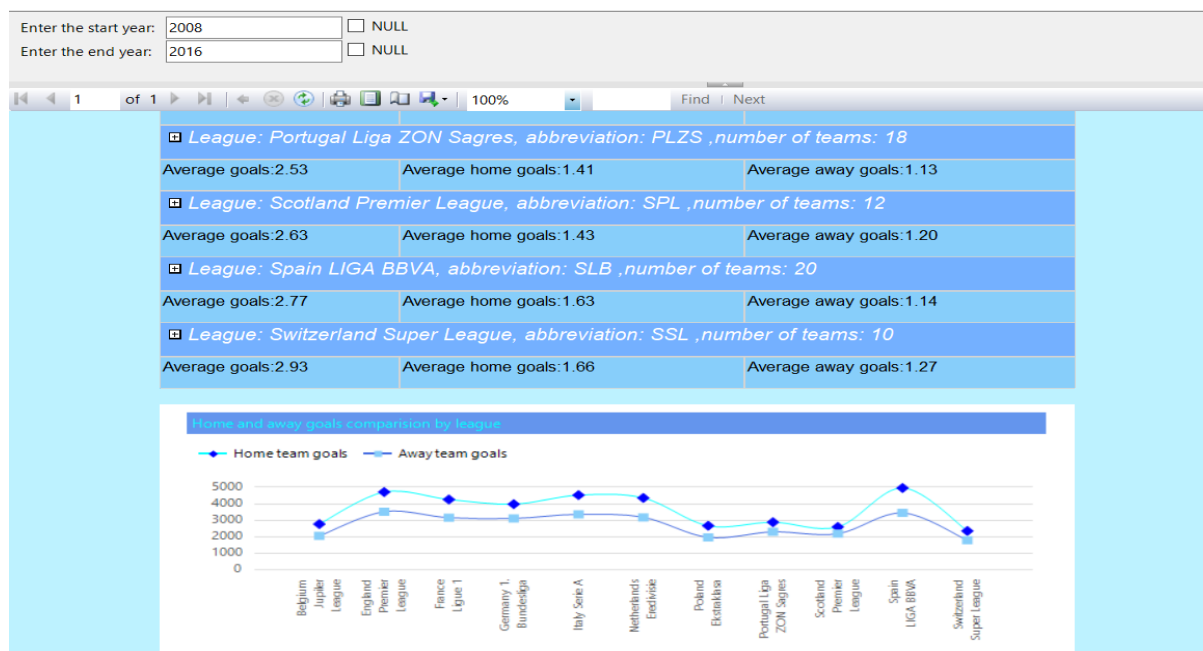 Enter the start year: 2008 NULL
Enter the end year: 2016 NULL
1 of 1 100% Find Next
League: Portugal Liga ZON Sagres, abbreviation: PLZS ,number of teams: 18
Average goals:2.53 Average home goals:1.41 Average away goals:1.13
League: Scotland Premier League, abbreviation: SPL ,number of teams: 12
Average goals:2.63 Average home goals:1.43 Average away goals:1.20
League: Spain LIGA BBVA, abbreviation: SLB ,number of teams: 20
Average goals:2.77 Average home goals:1.63 Average away goals:1.14
League: Switzerland Super League, abbreviation: SSL ,number of teams: 10
Average goals:2.93 Average home goals:1.66 Average away goals:1.27
Home and away goals comparision by league
Home team goals Away team goals
5000
4000
3000
2000
1000
0
Belgium
Jupiler
League
England
Premier
League
France
Ligue 1
Germany 1.
Bundesliga
Italy Serie A
Netherlands
Eredivisie
Poland
Ekstraklasa
Portugal Liga
ZON Sagres
Scotland
Premier
League
Spain
LIGA BBVA
Switzerland
Super League